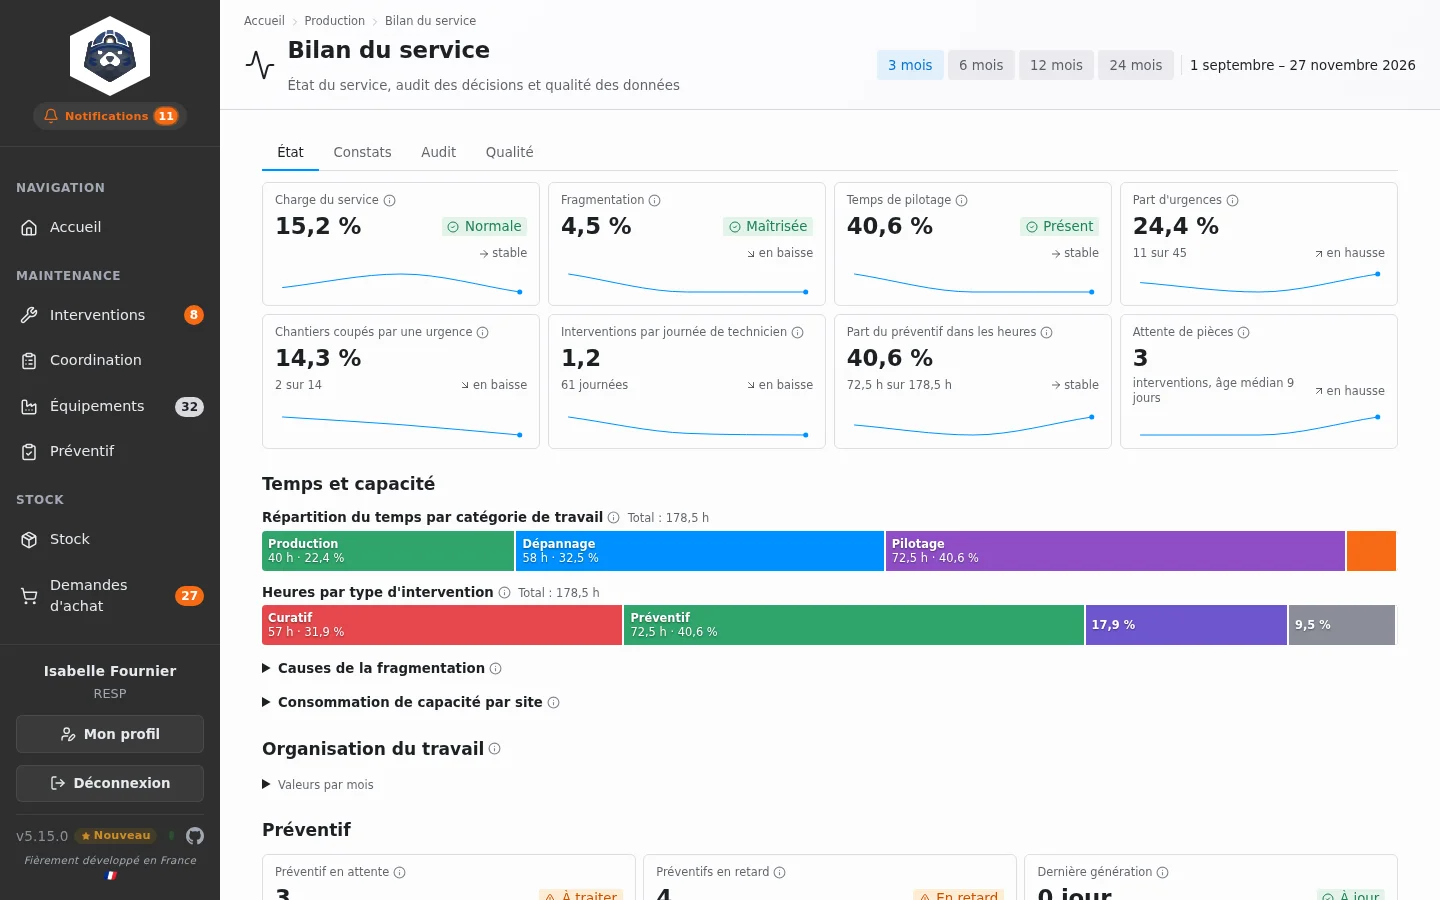 Accueil > Production > Bilan du service
Bilan du service
État du service, audit des décisions et qualité des données
3 mois
6 mois
12 mois
24 mois
1 septembre – 27 novembre 2026
Notifications 11
NAVIGATION
Accueil
MAINTENANCE
Interventions 8
Coordination
Équipements 32
Préventif
STOCK
Stock
Demandes d'achat 27
Isabelle Fournier
RESP
Mon profil
Déconnexion
v5.15.0 Nouveau
Fièrement développé en France
État
Constats
Audit
Qualité
Charge du service
15,2 %
Normale
→ stable
Fragmentation
4,5 %
Maîtrisée
↘ en baisse
Temps de pilotage
40,6 %
Présent
→ stable
Part d'urgences
24,4 %
11 sur 45
↗ en hausse
Chantiers coupés par une urgence
14,3 %
2 sur 14
↘ en baisse
Interventions par journée de technicien
1,2
61 journées
↘ en baisse
Part du préventif dans les heures
40,6 %
72,5 h sur 178,5 h
→ stable
Attente de pièces
3
interventions, âge médian 9
jours
↗ en hausse
Temps et capacité
Répartition du temps par catégorie de travail Total : 178,5 h
Production
40 h · 22,4 %
Dépannage
58 h · 32,5 %
Pilotage
72,5 h · 40,6 %
Heures par type d'intervention Total : 178,5 h
Curatif
57 h · 31,9 %
Préventif
72,5 h · 40,6 %
17,9 %
9,5 %
Causes de la fragmentation
Consommation de capacité par site
Organisation du travail
Valeurs par mois
Préventif
Préventif en attente
3
À traiter
Préventifs en retard
4
En retard
Dernière génération
0 jour
À jour